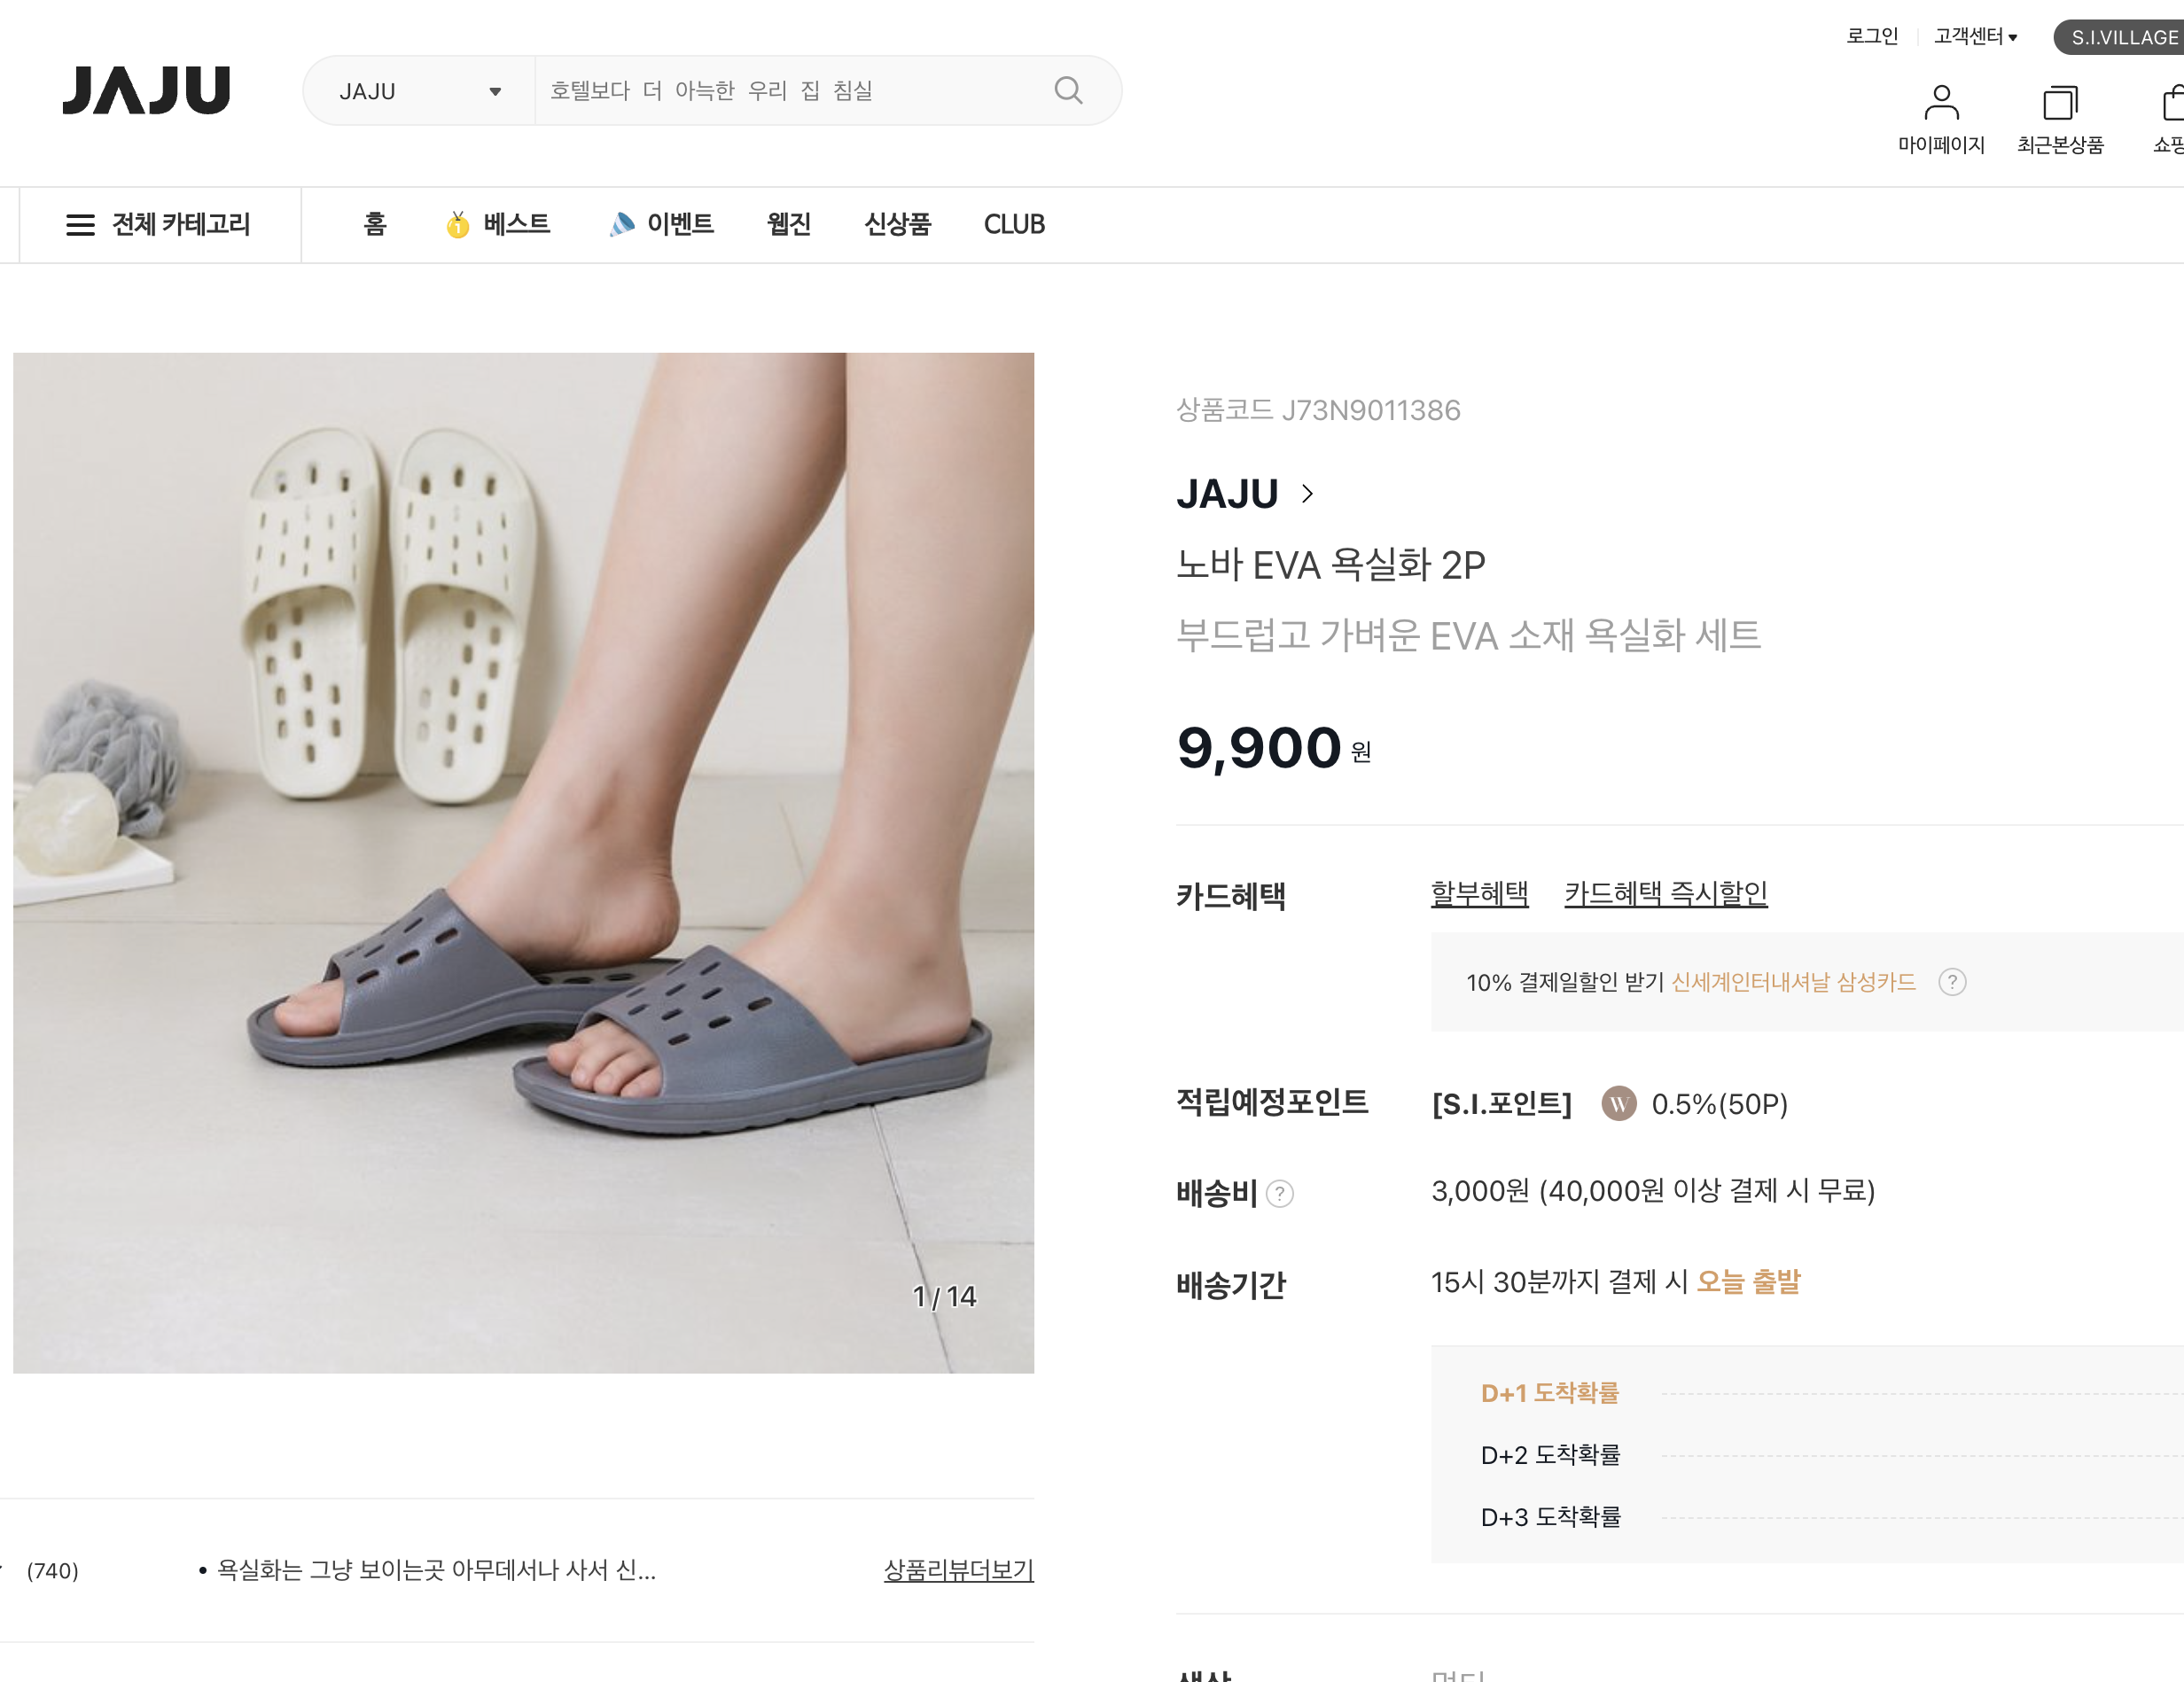 로그인
고객센터
S.I.VILLAGE
JAJU
JAJU
호텔보다 더 아늑한 우리 집 침실
마이페이지
최근본상품
전체 카테고리
홈
1
베스트
이벤트
웹진
신상품
CLUB
상품코드 J73N9011386
JAJU >
노바 EVA 욕실화 2P
부드럽고 가벼운 EVA 소재 욕실화 세트
9,900 원
카드혜택
할부혜택 카드혜택 즉시할인
10% 결제일할인 받기 신세계인터내셔날 삼성카드 ?
적립예정포인트
[S.I.포인트] W 0.5%(50P)
배송비 ?
3,000원 (40,000원 이상 결제 시 무료)
배송기간
15시 30분까지 결제 시 오늘 출발
D+1 도착확률
D+2 도착확률
D+3 도착확률
1 / 14
(740)
• 욕실화는 그냥 보이는곳 아무데서나 사서 신...
상품리뷰더보기